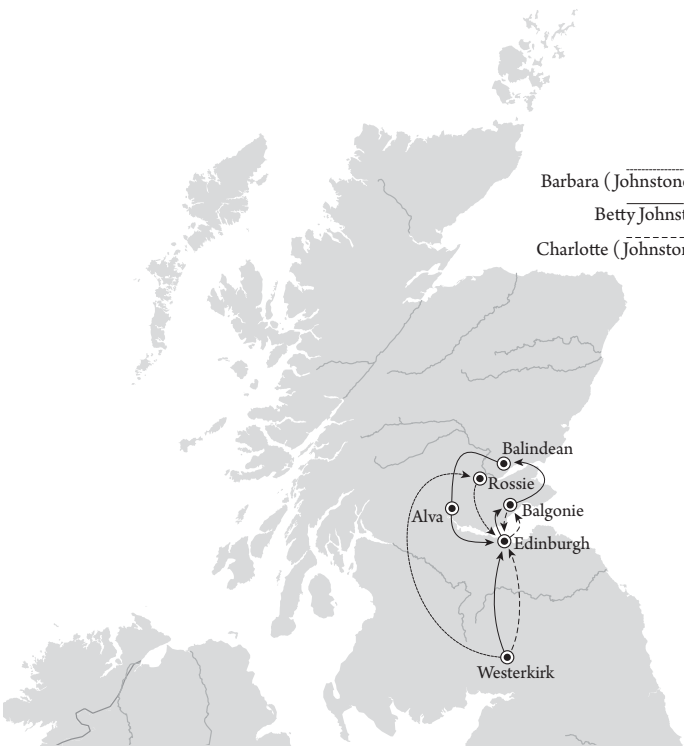 Barbara (Johnstone
Betty Johnst
Charlotte (Johnston
Balindean
Rossie
Balgonie
Alva
Edinburgh
Westerkirk